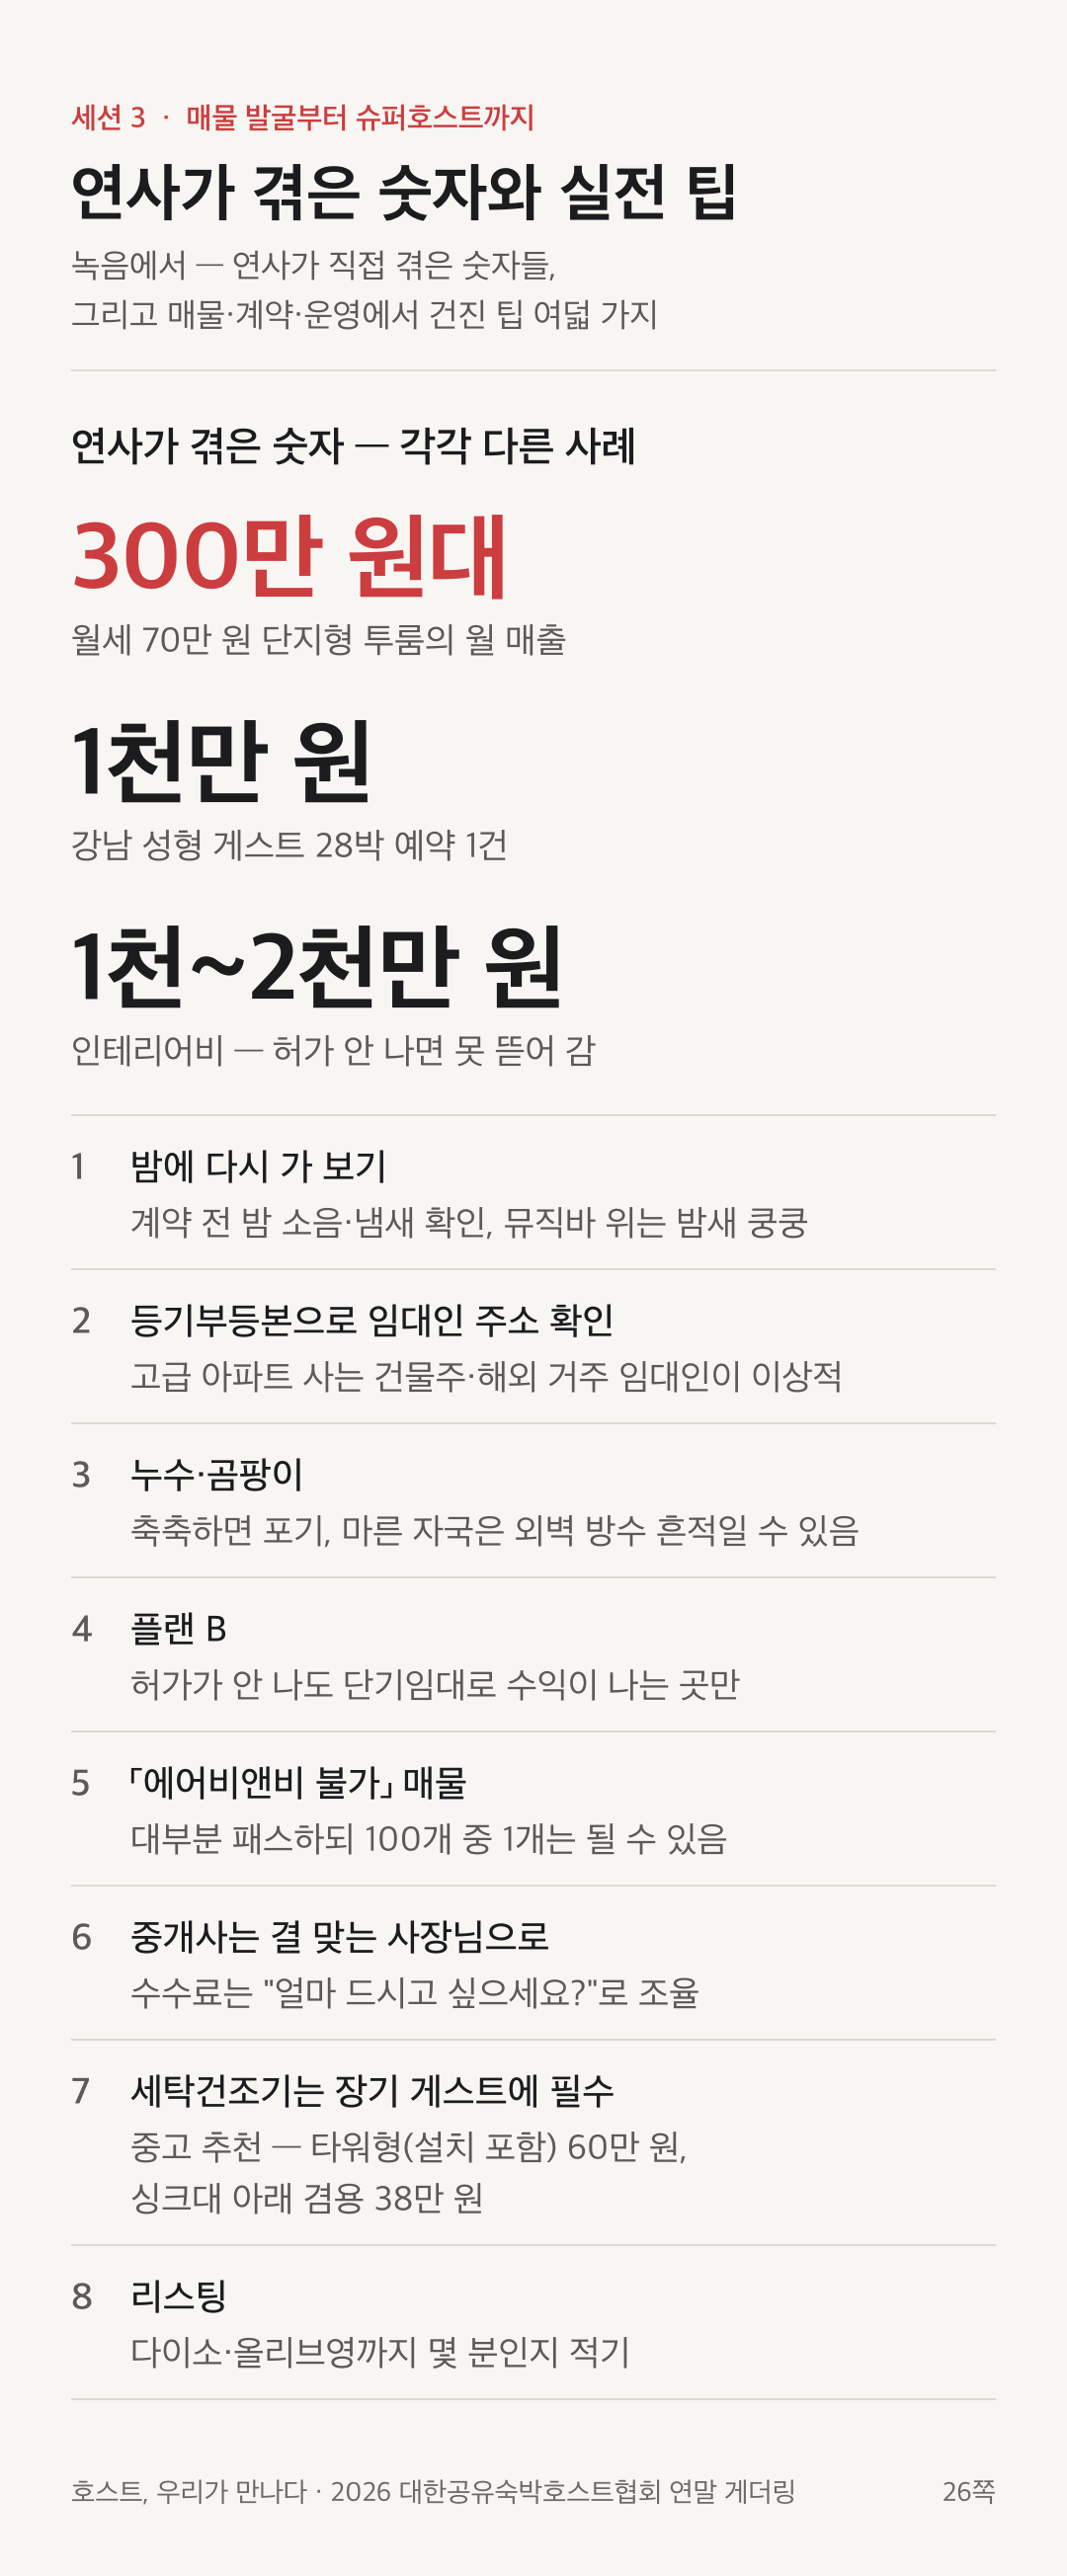 세션 3 · 매물 발굴부터 슈퍼호스트까지
연사가 겪은 숫자와 실전 팁
녹음에서 — 연사가 직접 겪은 숫자들,
그리고 매물·계약·운영에서 건진 팁 여덟 가지
연사가 겪은 숫자 — 각각 다른 사례
300만 원대
월세 70만 원 단지형 투룸의 월 매출
1천만 원
강남 성형 게스트 28박 예약 1건
1천~2천만 원
인테리어비 — 허가 안 나면 못 뜯어 감
1 밤에 다시 가 보기
계약 전 밤 소음·냄새 확인, 뮤직바 위는 밤새 쿵쿵
2 등기부등본으로 임대인 주소 확인
고급 아파트 사는 건물주·해외 거주 임대인이 이상적
3 누수·곰팡이
축축하면 포기, 마른 자국은 외벽 방수 흔적일 수 있음
4 플랜 B
허가가 안 나도 단기임대로 수익이 나는 곳만
5 「에어비앤비 불가」 매물
대부분 패스하되 100개 중 1개는 될 수 있음
6 중개사는 결 맞는 사장님으로
수수료는 "얼마 드시고 싶으세요?"로 조율
7 세탁건조기는 장기 게스트에 필수
중고 추천 — 타워형(설치 포함) 60만 원,
싱크대 아래 겸용 38만 원
8 리스팅
다이소·올리브영까지 몇 분인지 적기
호스트, 우리가 만나다 · 2026 대한공유숙박호스트협회 연말 게더링 26쪽